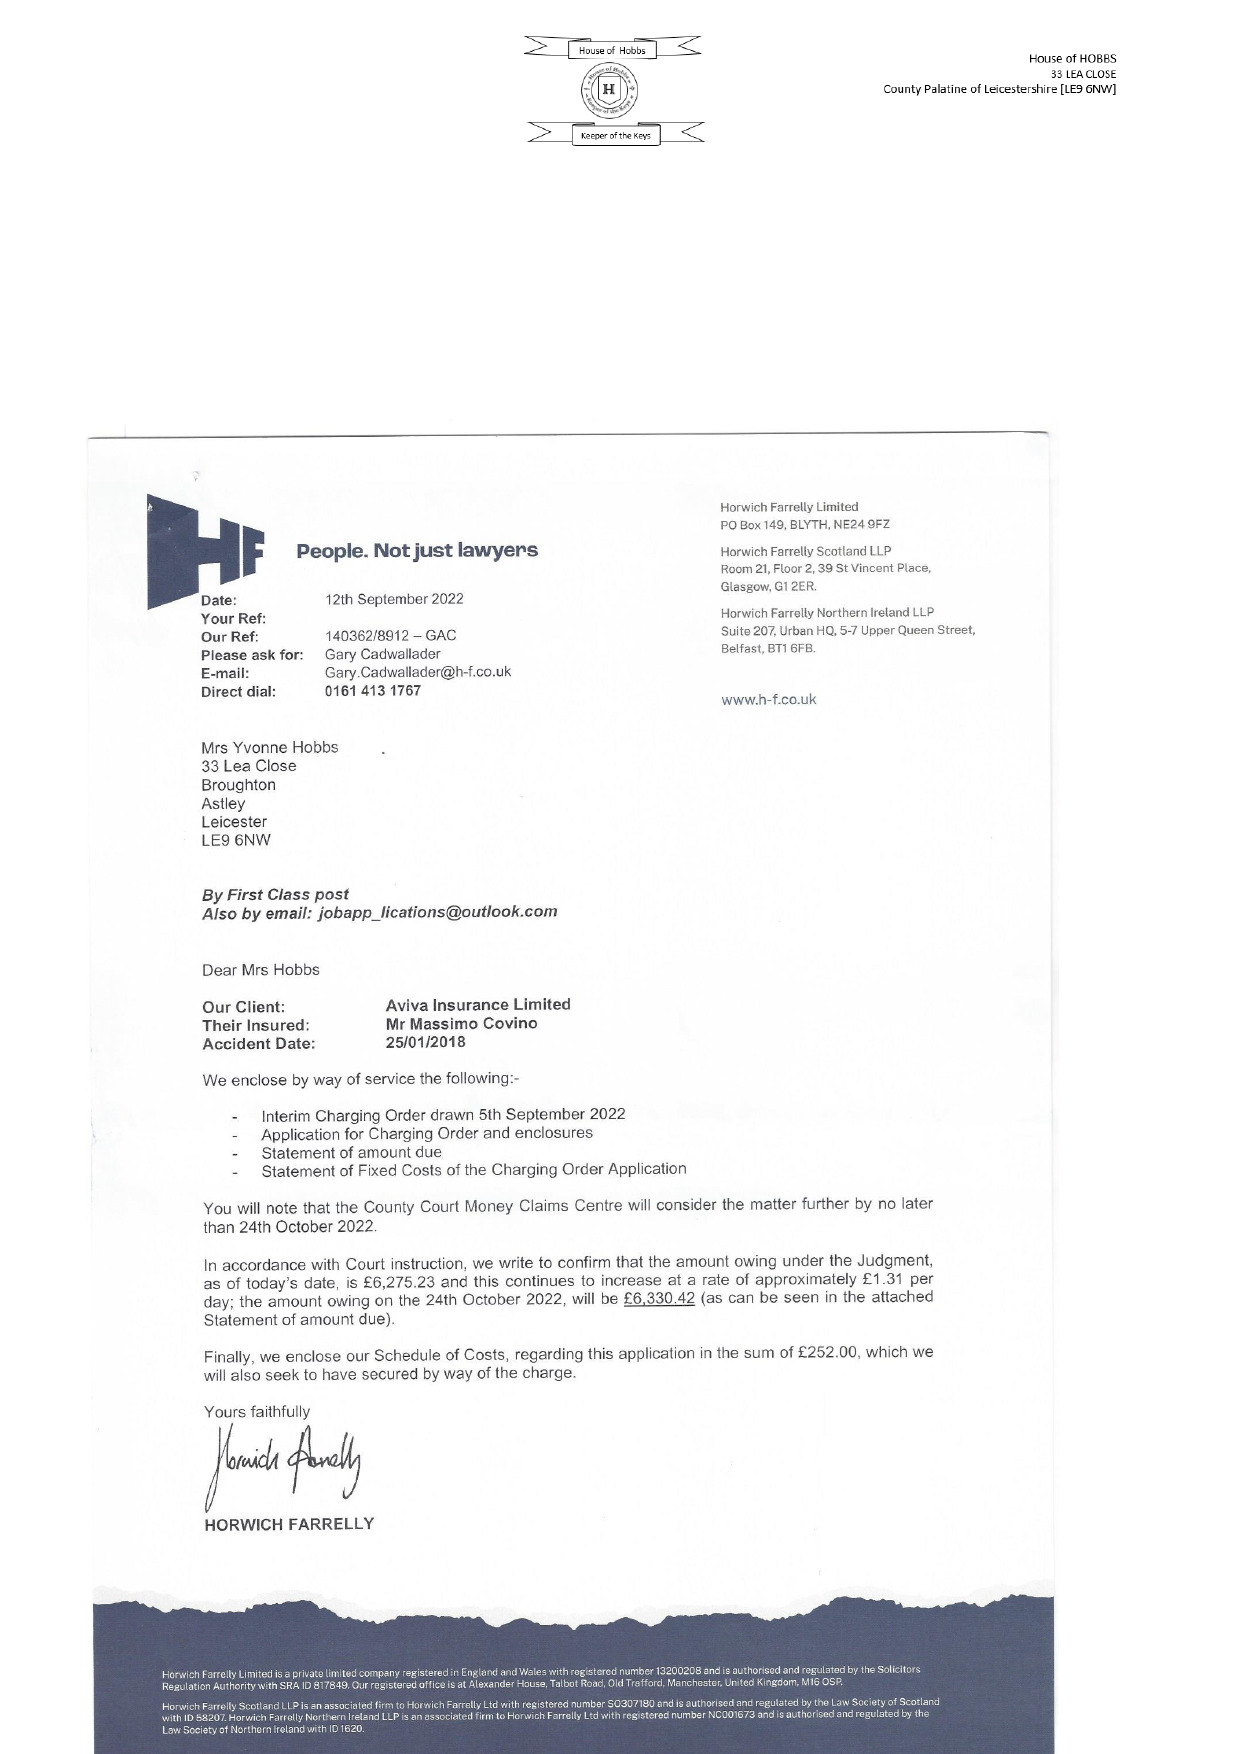 House of Hobbs
House of Hobbs
H
Keeper of the Keys
Keeper of the Keys
House of HOBBS
33 LEA CLOSE
County Palatine of Leicestershire [LE9 6NW]
HF
People. Not just lawyers
Horwich Farrelly Limited
PO Box 149, BLYTH, NE24 9FZ
Horwich Farrelly Scotland LLP
Room 21, Floor 2, 39 St Vincent Place,
Glasgow, G1 2ER.
Horwich Farrelly Northern Ireland LLP
Suite 207, Urban HQ, 5-7 Upper Queen Street,
Belfast, BT1 6FB.
www.h-f.co.uk
Date: 12th September 2022
Your Ref:
Our Ref: 140362/8912 – GAC
Please ask for: Gary Cadwallader
E-mail: Gary.Cadwallader@h-f.co.uk
Direct dial: 0161 413 1767
Mrs Yvonne Hobbs
33 Lea Close
Broughton
Astley
Leicester
LE9 6NW
By First Class post
Also by email: jobapp_lications@outlook.com
Dear Mrs Hobbs
Our Client: Aviva Insurance Limited
Their Insured: Mr Massimo Covino
Accident Date: 25/01/2018
We enclose by way of service the following:-
- Interim Charging Order drawn 5th September 2022
- Application for Charging Order and enclosures
- Statement of amount due
- Statement of Fixed Costs of the Charging Order Application
You will note that the County Court Money Claims Centre will consider the matter further by no later
than 24th October 2022.
In accordance with Court instruction, we write to confirm that the amount owing under the Judgment,
as of today's date, is £6,275.23 and this continues to increase at a rate of approximately £1.31 per
day; the amount owing on the 24th October 2022, will be £6,330.42 (as can be seen in the attached
Statement of amount due).
Finally, we enclose our Schedule of Costs, regarding this application in the sum of £252.00, which we
will also seek to have secured by way of the charge.
Yours faithfully
Horwich Farrelly
HORWICH FARRELLY
Horwich Farrelly Limited is a private limited company registered in England and Wales with registered number 13200208 and is authorised and regulated by the Solicitors
Regulation Authority with SRA ID 817849. Our registered office is at Alexander House, Talbot Road, Old Trafford, Manchester, United Kingdom, M16 0SP.
Horwich Farrelly Scotland LLP is an associated firm to Horwich Farrelly Ltd with registered number SO307180 and is authorised and regulated by the Law Society of Scotland
with ID 58207. Horwich Farrelly Northern Ireland LLP is an associated firm to Horwich Farrelly Ltd with registered number NC001673 and is authorised and regulated by the
Law Society of Northern Ireland with ID 1620.